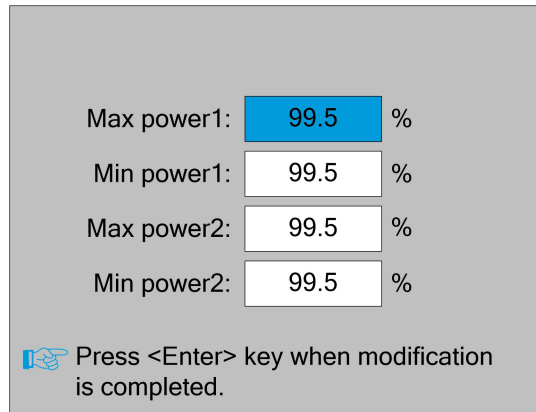 Max power1: 99.5 %
Min power1: 99.5 %
Max power2: 99.5 %
Min power2: 99.5 %
Press <Enter> key when modification
is completed.